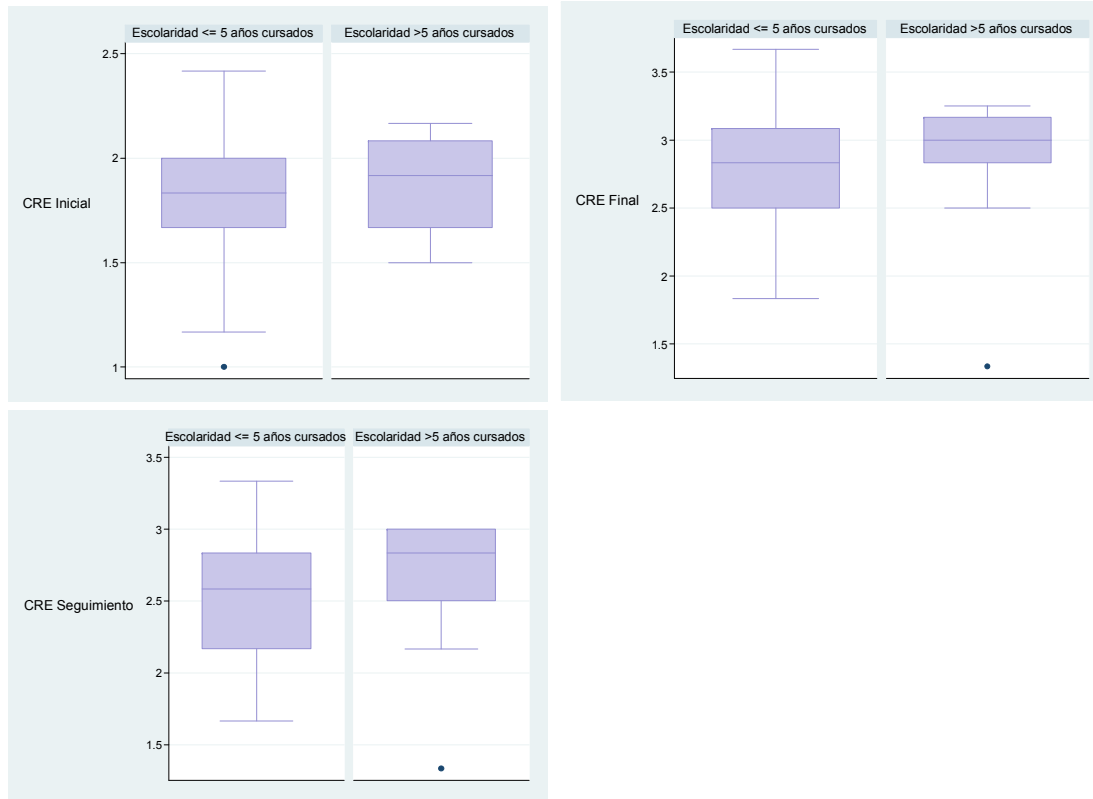 Escolaridad <= 5 años cursados
Escolaridad >5 años cursados
2.5
2
CRE Inicial
1.5
1
Escolaridad <= 5 años cursados
Escolaridad >5 años cursados
3.5
3
CRE Final
2.5
2
1.5
Escolaridad <= 5 años cursados
Escolaridad >5 años cursados
3.5
3
CRE Seguimiento
2.5
2
1.5